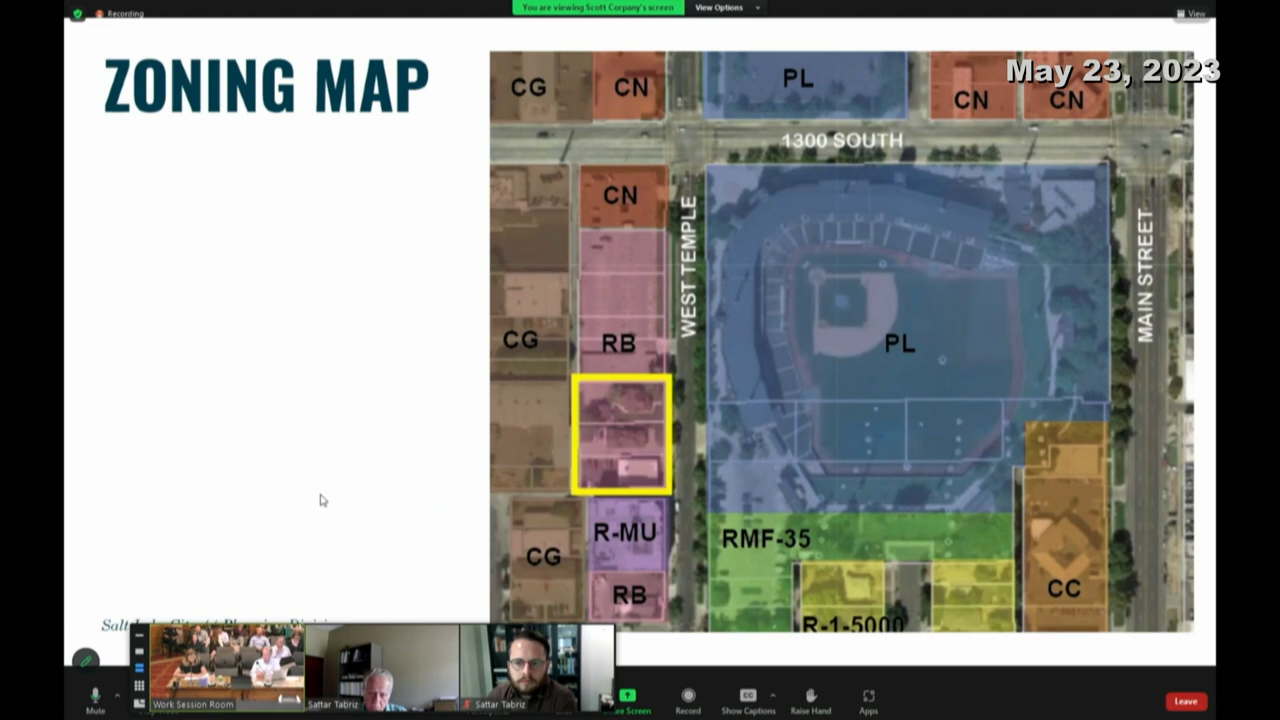 Recording
You are viewing Scott Corpany's screen
View Options
View
ZONING MAP
May 23, 2023
CG
CN
PL
CN
CN
1300 SOUTH
CN
WEST TEMPLE
MAIN STREET
CG
RB
PL
R-MU
RMF-35
CG
RB
CC
R-1-5000
Work Session Room
Sattar Tabriz
Sattar Tabriz
Mute
Screen
Record
CC
Show Captions
Raise Hand
Apps
Leave